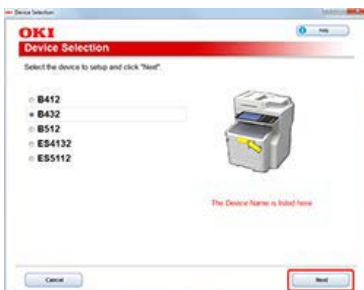 Device Selection
OKI
Device Selection
Select the device to setup and click "Next".
B412
B432
B512
ES4132
ES5112
The Device Name is listed here
Cancel
Next